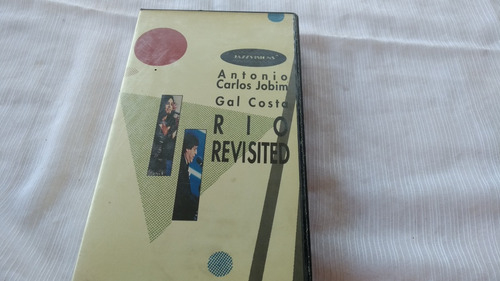 JAZZVISIONS
Antonio
Carlos Jobim
Gal Costa
RIO
REVISITED